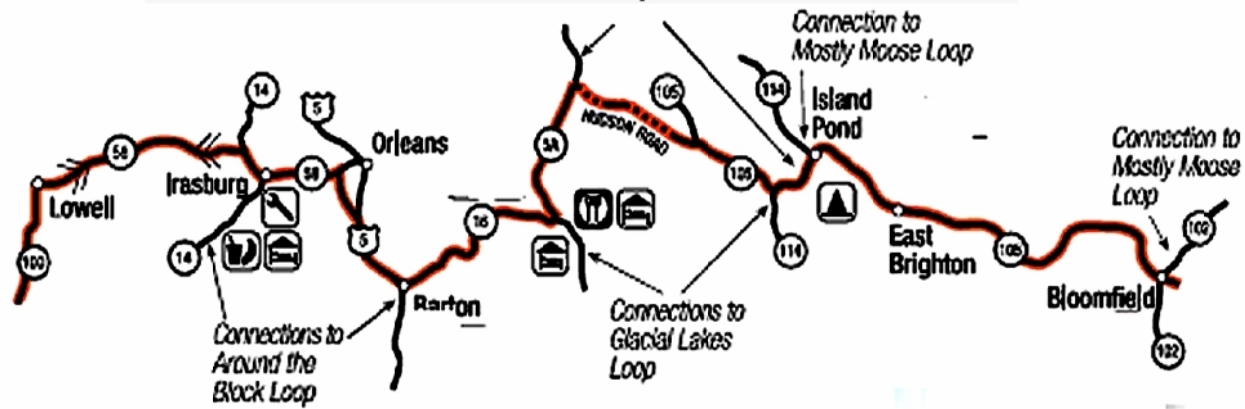 Connection to
Mostly Moose Loop
14
5
105
114
Island
Pond
58
Orleans
HUDSON ROAD
Connection to
Mostly Moose
Loop
5A
Irasburg
58
105
Lowell
16
102
5
East
Brighton
105
114
100
14
Barton
Bloomfield
Connections to
Glacial Lakes
Loop
Connections to
Around the
Block Loop
102